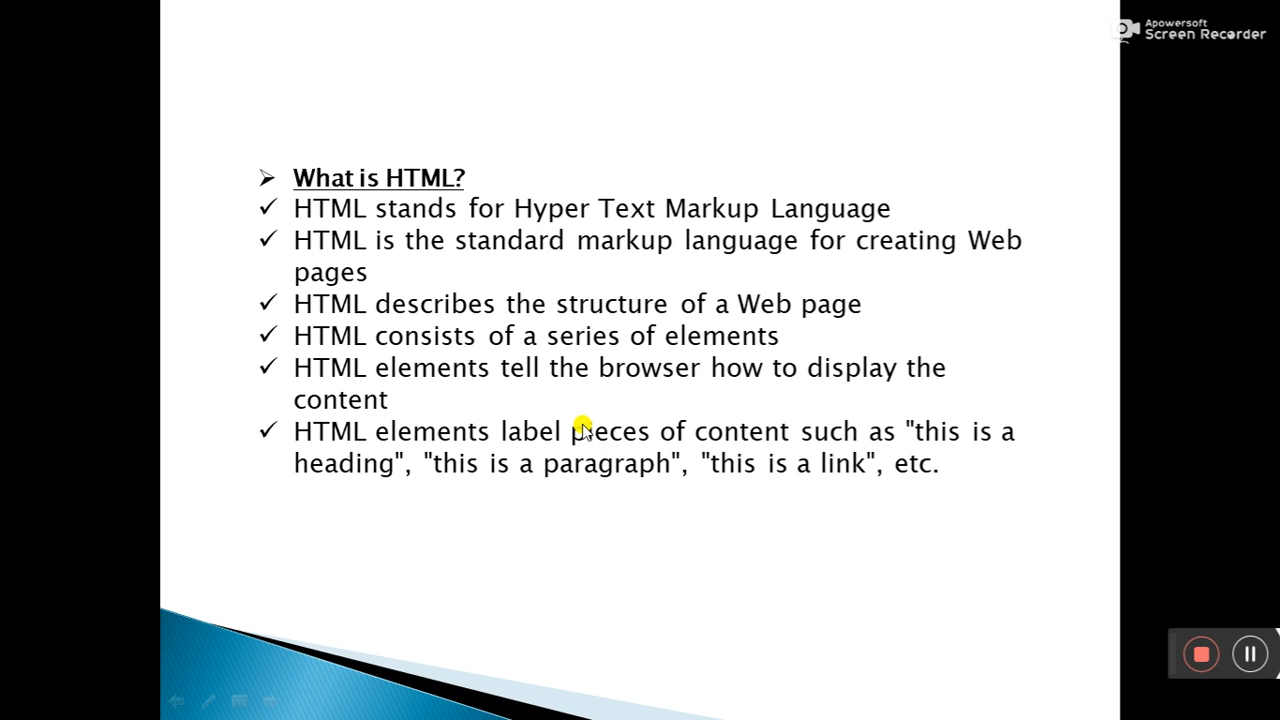 Apowersoft
Screen Recorder
What is HTML?
HTML stands for Hyper Text Markup Language
HTML is the standard markup language for creating Web
pages
HTML describes the structure of a Web page
HTML consists of a series of elements
HTML elements tell the browser how to display the
content
HTML elements label pieces of content such as "this is a
heading", "this is a paragraph", "this is a link", etc.